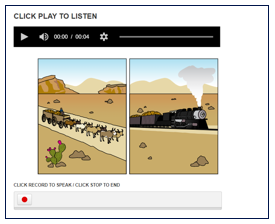 CLICK PLAY TO LISTEN
00:00 / 00:04
CLICK RECORD TO SPEAK / CLICK STOP TO END